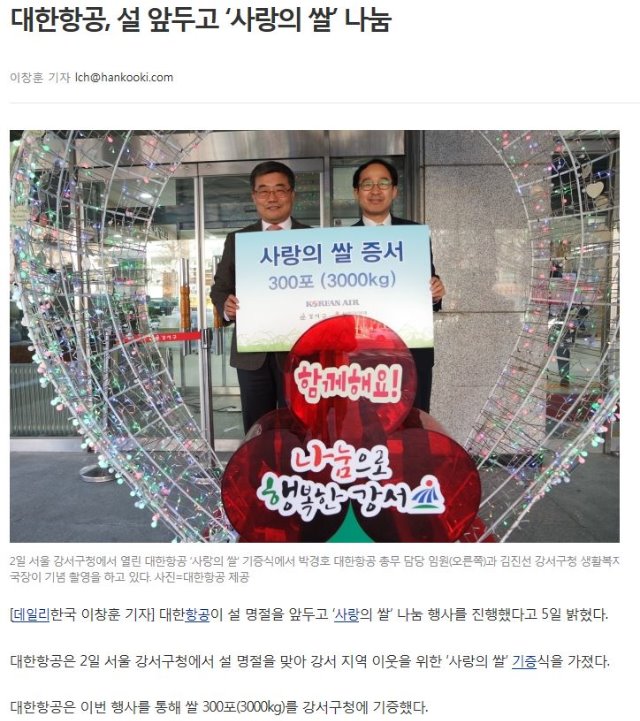 대한항공, 설 앞두고 ‘사랑의 쌀’ 나눔
이창훈 기자 lch@hankooki.com
사랑의 쌀 증서
300포 (3000kg)
KOREAN AIR
강서구
함께해요!
나눔으로
행복한 강서
2일 서울 강서구청에서 열린 대한항공 ‘사랑의 쌀’ 기증식에서 박경호 대한항공 총무 담당 임원(오른쪽)과 김진선 강서구청 생활복지
국장이 기념 촬영을 하고 있다. 사진=대한항공 제공
[데일리한국 이창훈 기자] 대한항공이 설 명절을 앞두고 ‘사랑의 쌀’ 나눔 행사를 진행했다고 5일 밝혔다.
대한항공은 2일 서울 강서구청에서 설 명절을 맞아 강서 지역 이웃을 위한 ‘사랑의 쌀’ 기증식을 가졌다.
대한항공은 이번 행사를 통해 쌀 300포(3000kg)를 강서구청에 기증했다.